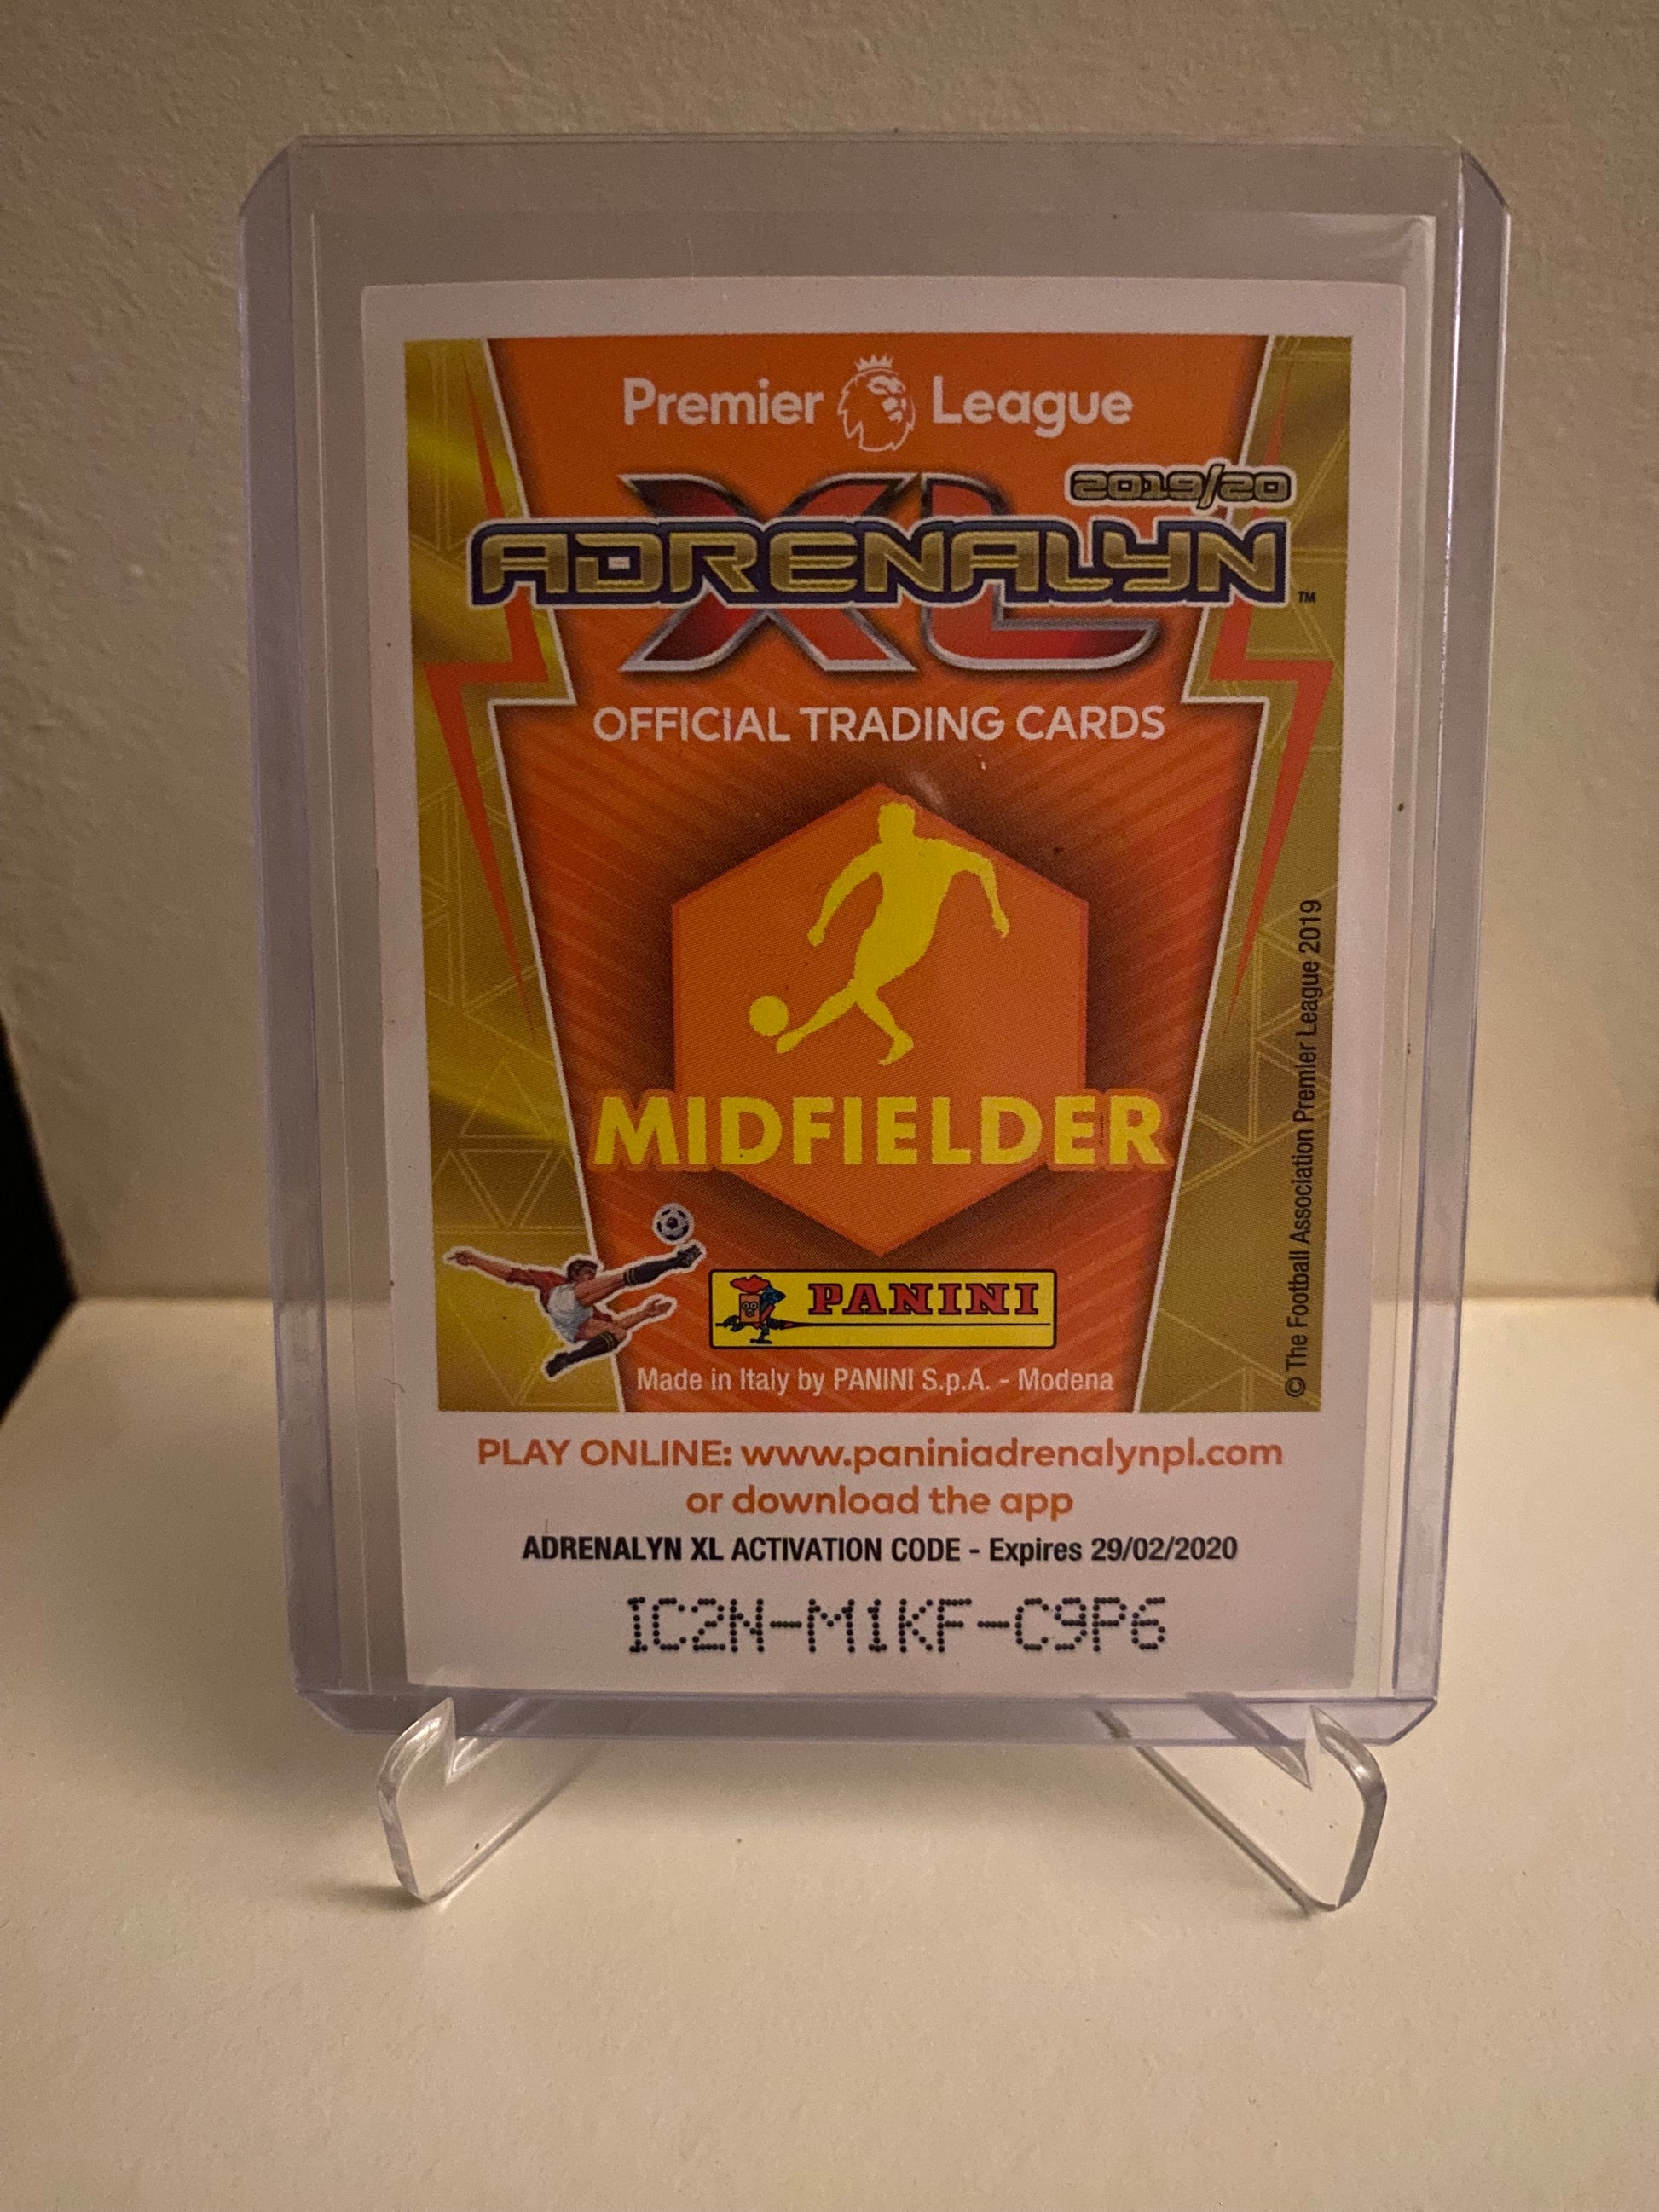 Premier League
2019/20
ADRENALYN XL™
OFFICIAL TRADING CARDS
MIDFIELDER
PANINI
Made in Italy by PANINI S.p.A. - Modena
© The Football Association Premier League 2019
PLAY ONLINE: www.paniniadrenalynpl.com
or download the app
ADRENALYN XL ACTIVATION CODE - Expires 29/02/2020
IC2N-M1KF-C9P6